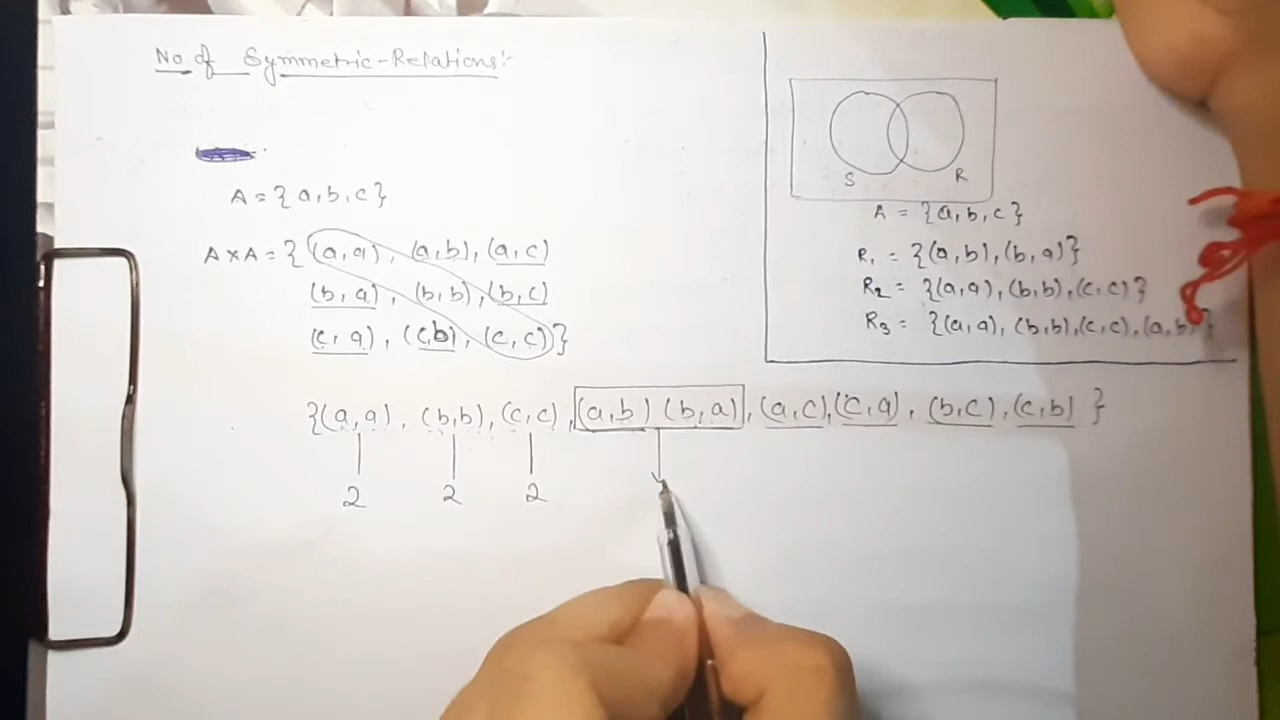 No of Symmetric-Relations:-
A = {a, b, c}
A×A = {(a, a), (a, b), (a, c)
(b, a), (b, b), (b, c)
(c, a), (c, b), (c, c)}
{(a, a), (b, b), (c, c), (a, b) (b, a), (a, c), (c, a), (b, c), (c, b)}
2 2 2
S R
A = {a, b, c}
R₁ = {(a, b), (b, a)}
R₂ = {(a, a), (b, b), (c, c)}
R₃ = {(a, a), (b, b), (c, c), (a, b)}